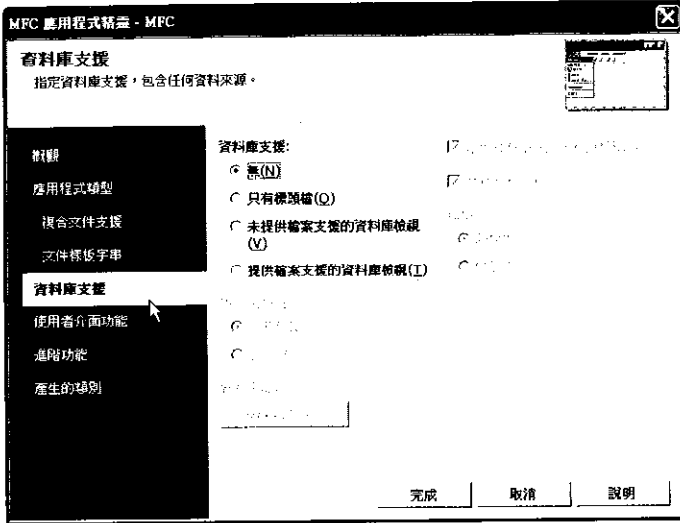 MFC 應用程式精靈 - MFC
資料庫支援
指定資料庫支援，包含任何資料來源。
概觀
應用程式類型
複合文件支援
文件樣板字串
資料庫支援
使用者介面功能
進階功能
產生的類別
資料庫支援:
無(N)
只有標頭檔(O)
未提供檔案支援的資料庫檢視
(V)
提供檔案支援的資料庫檢視(I)
完成
取消
說明